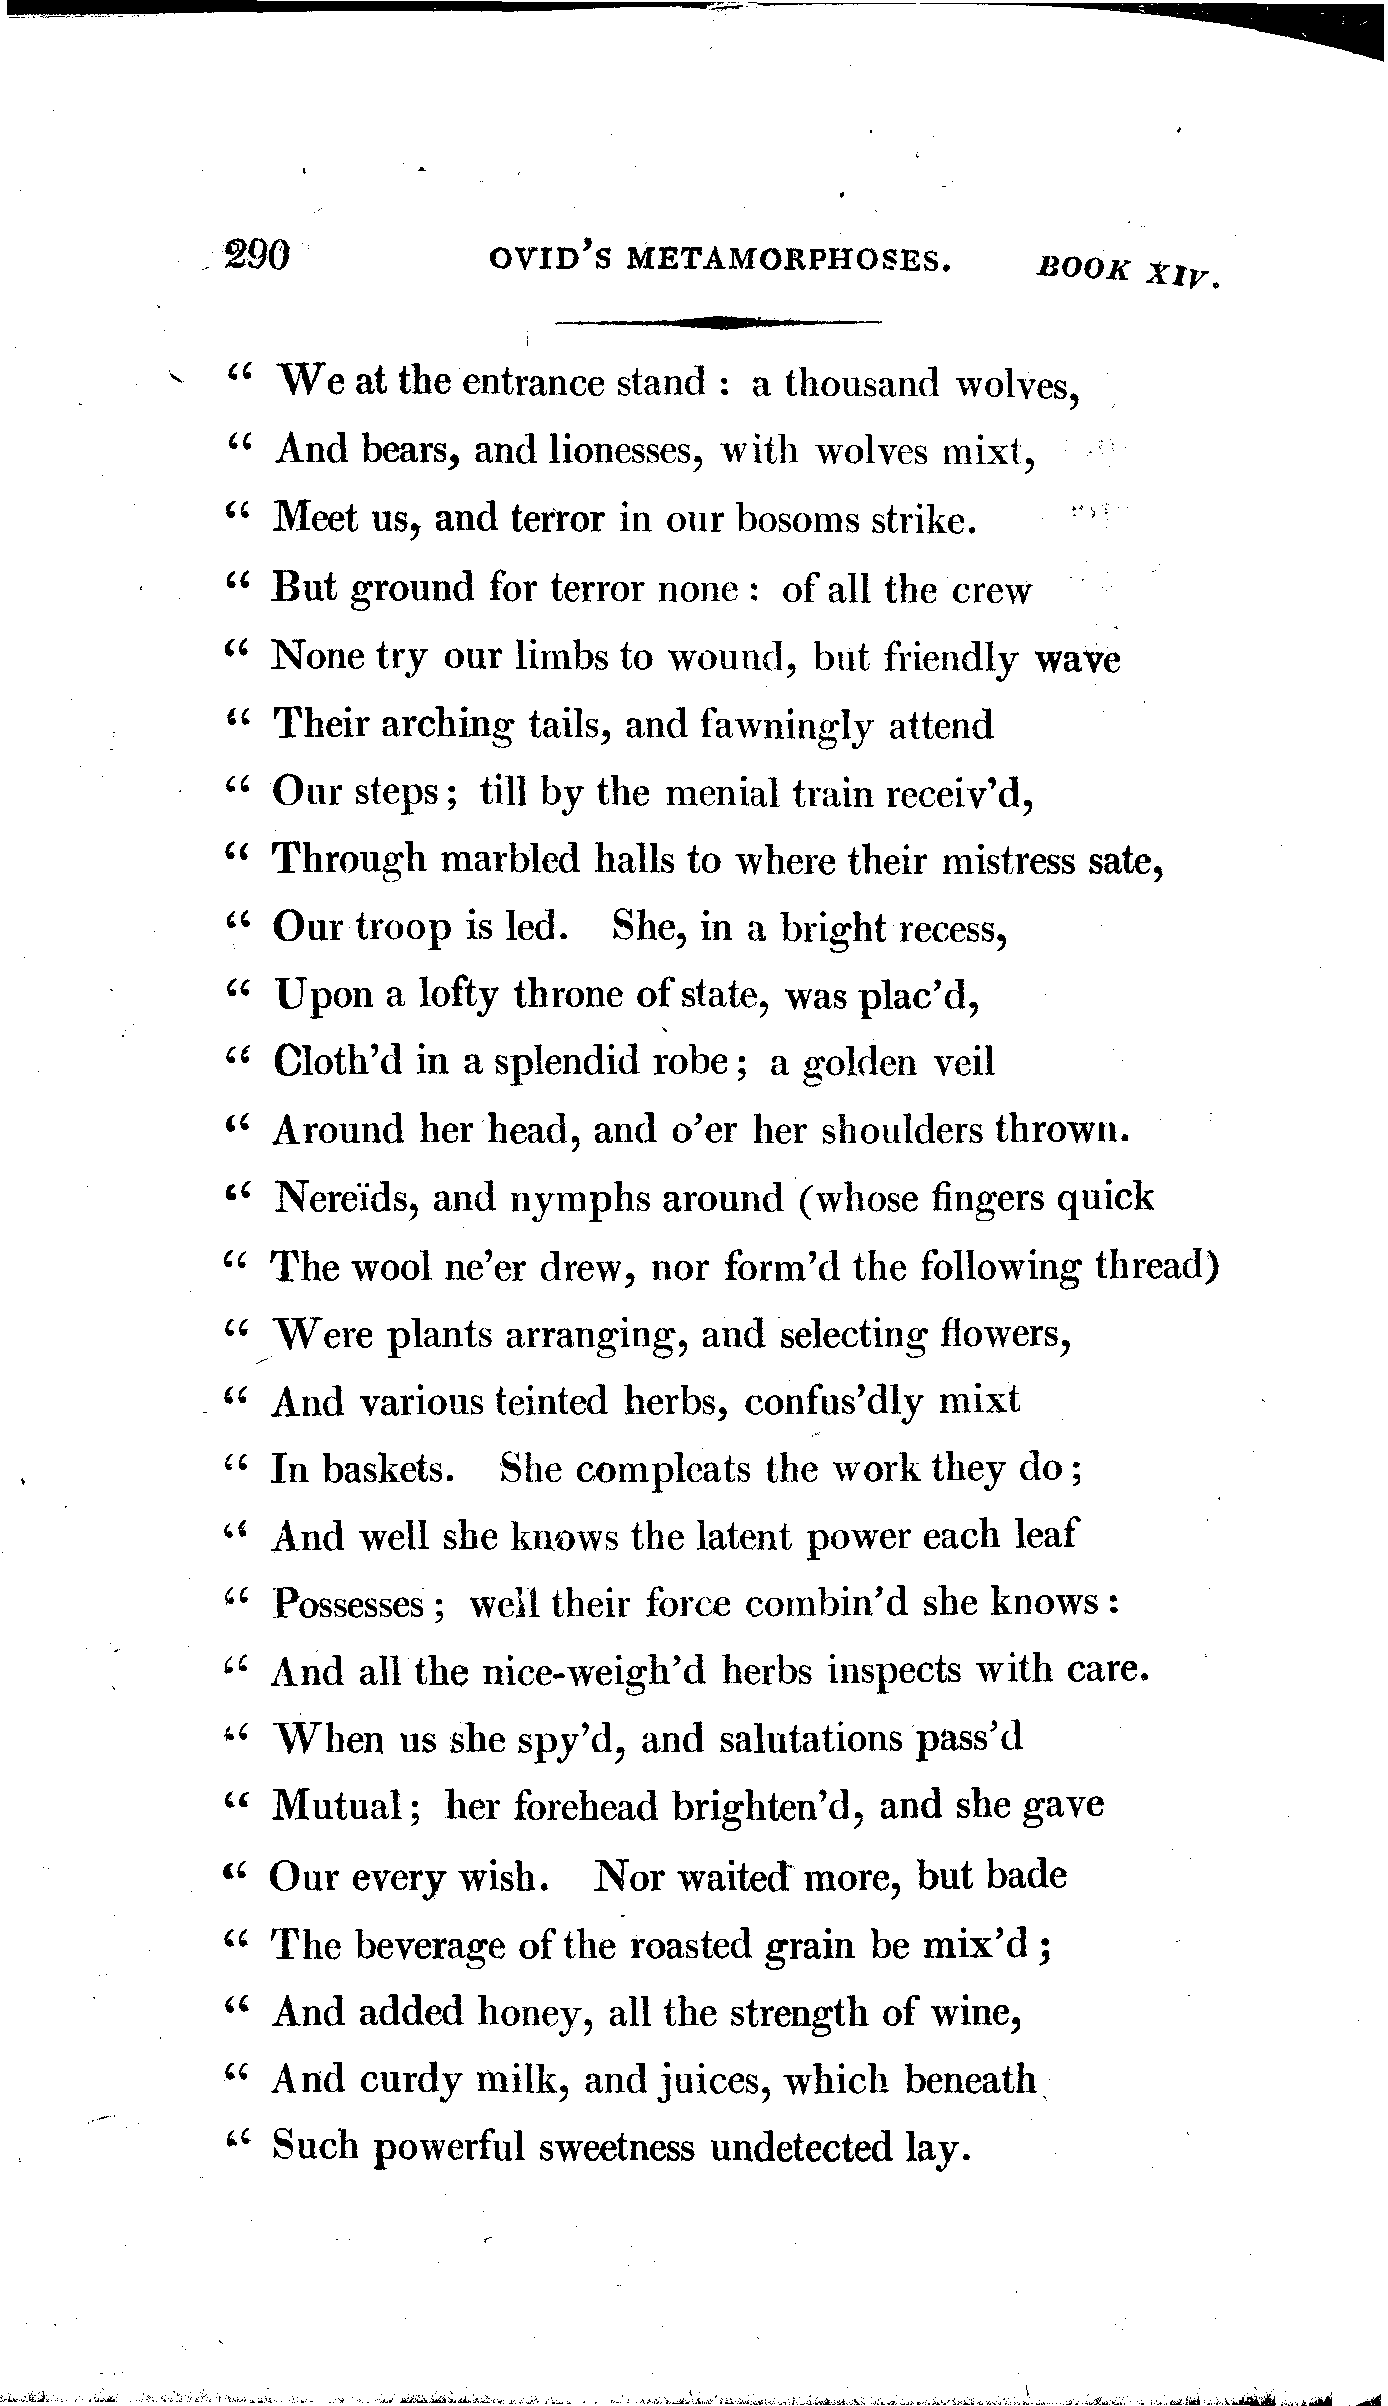 290 OVID'S METAMORPHOSES. BOOK XIV.
“ We at the entrance stand : a thousand wolves,
“ And bears, and lionesses, with wolves mixt,
“ Meet us, and terror in our bosoms strike.
“ But ground for terror none : of all the crew
“ None try our limbs to wound, but friendly wave
“ Their arching tails, and fawningly attend
“ Our steps ; till by the menial train receiv'd,
“ Through marbled halls to where their mistress sate,
“ Our troop is led. She, in a bright recess,
“ Upon a lofty throne of state, was plac'd,
“ Cloth'd in a splendid robe ; a golden veil
“ Around her head, and o'er her shoulders thrown.
“ Nereïds, and nymphs around (whose fingers quick
“ The wool ne'er drew, nor form'd the following thread)
“ Were plants arranging, and selecting flowers,
“ And various teinted herbs, confus'dly mixt
“ In baskets. She compleats the work they do ;
“ And well she knows the latent power each leaf
“ Possesses ; well their force combin'd she knows :
“ And all the nice-weigh'd herbs inspects with care.
“ When us she spy'd, and salutations pass'd
“ Mutual ; her forehead brighten'd, and she gave
“ Our every wish. Nor waited more, but bade
“ The beverage of the roasted grain be mix'd ;
“ And added honey, all the strength of wine,
“ And curdy milk, and juices, which beneath
“ Such powerful sweetness undetected lay.